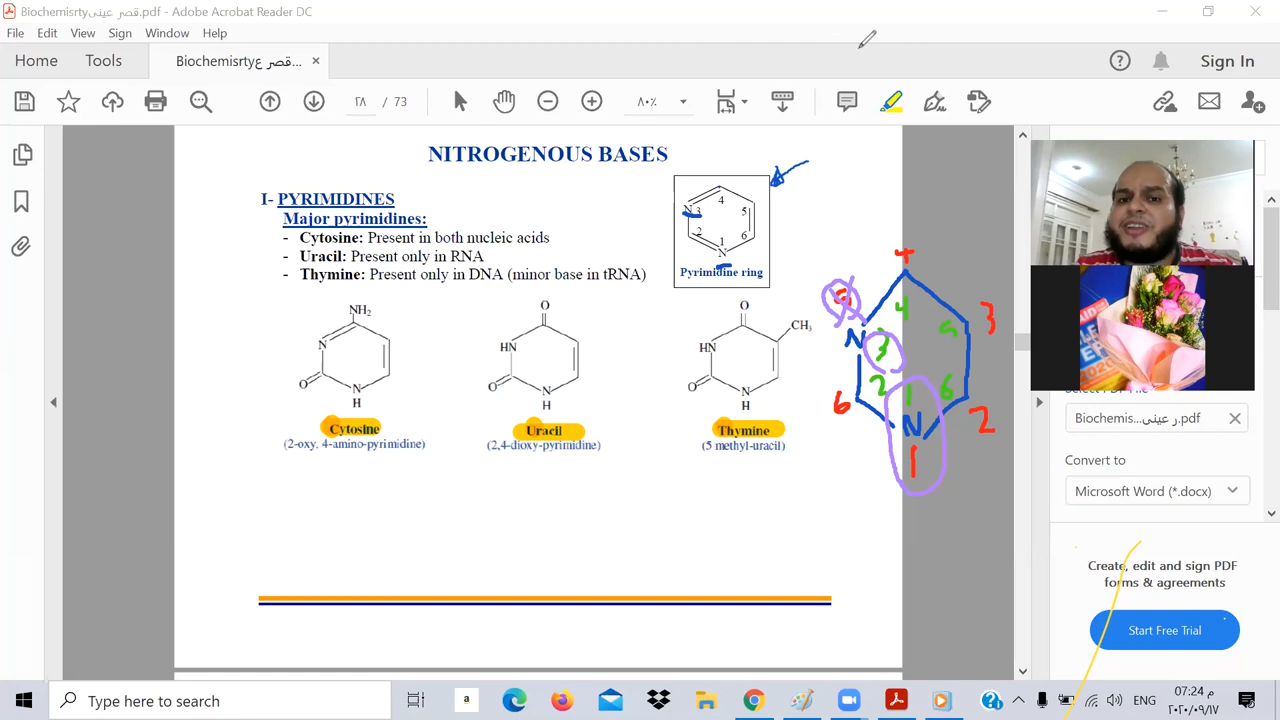 Biochemisrtyقصر عينى.pdf - Adobe Acrobat Reader DC
File Edit View Sign Window Help
Home Tools Biochemisrtyقصر ع... × Sign In
٢٨ / 73 ٨٠٪
NITROGENOUS BASES
I- PYRIMIDINES
Major pyrimidines:
- Cytosine: Present in both nucleic acids
- Uracil: Present only in RNA
- Thymine: Present only in DNA (minor base in tRNA)
4
N 3 5
2 6
1
N
Pyrimidine ring
NH2
N
O
N
H
Cytosine
(2-oxy, 4-amino-pyrimidine)
O
HN
O
N
H
Uracil
(2,4-dioxy-pyrimidine)
O
CH3
HN
O
N
H
Thymine
(5 methyl-uracil)
4
5 4 5 3
N 3
6 2 1 6 2
N
1
Biochemis...ر عينى.pdf
Convert to
Microsoft Word (*.docx)
Create, edit and sign PDF
forms & agreements
Start Free Trial
Type here to search
a
ENG
07:24 م
٢٠٢٠/٠٩/١٧